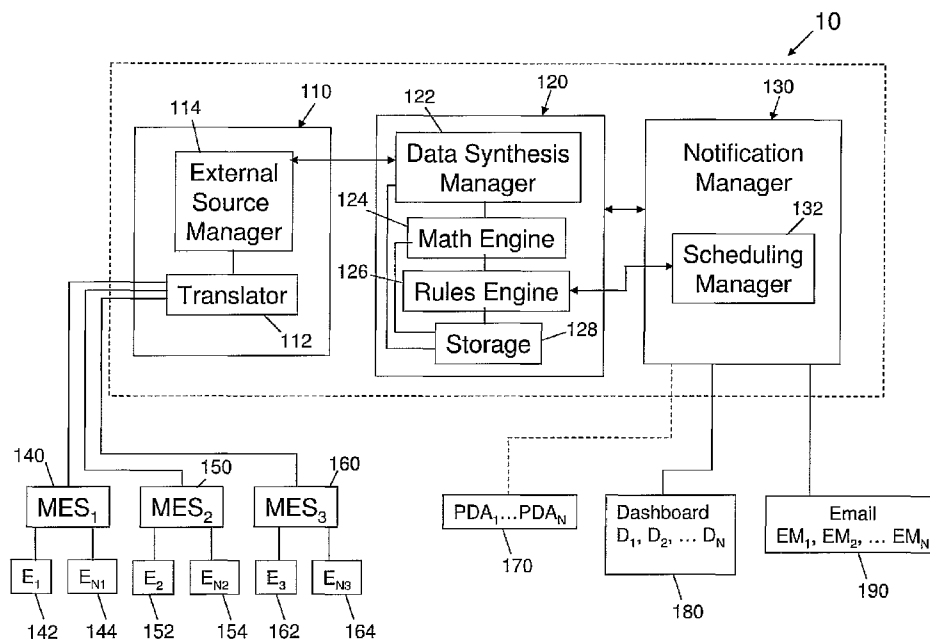 10
110
120
130
114
122
External
Source
Manager
Data Synthesis
Manager
Notification
Manager
124
Math Engine
132
Scheduling
Manager
126
Rules Engine
Translator
112
Storage
128
140
150
160
MES1
MES2
MES3
PDA1...PDAN
170
Dashboard
D1, D2, ... DN
180
Email
EM1, EM2, ... EMN
190
E1
EN1
E2
EN2
E3
EN3
142
144
152
154
162
164